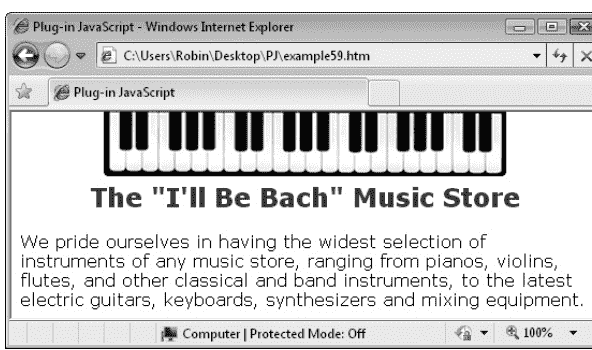 Plug-in JavaScript - Windows Internet Explorer
C:\Users\Robin\Desktop\PJ\example59.htm
Plug-in JavaScript
The "I'll Be Bach" Music Store
We pride ourselves in having the widest selection of
instruments of any music store, ranging from pianos, violins,
flutes, and other classical and band instruments, to the latest
electric guitars, keyboards, synthesizers and mixing equipment.
Computer | Protected Mode: Off
100%